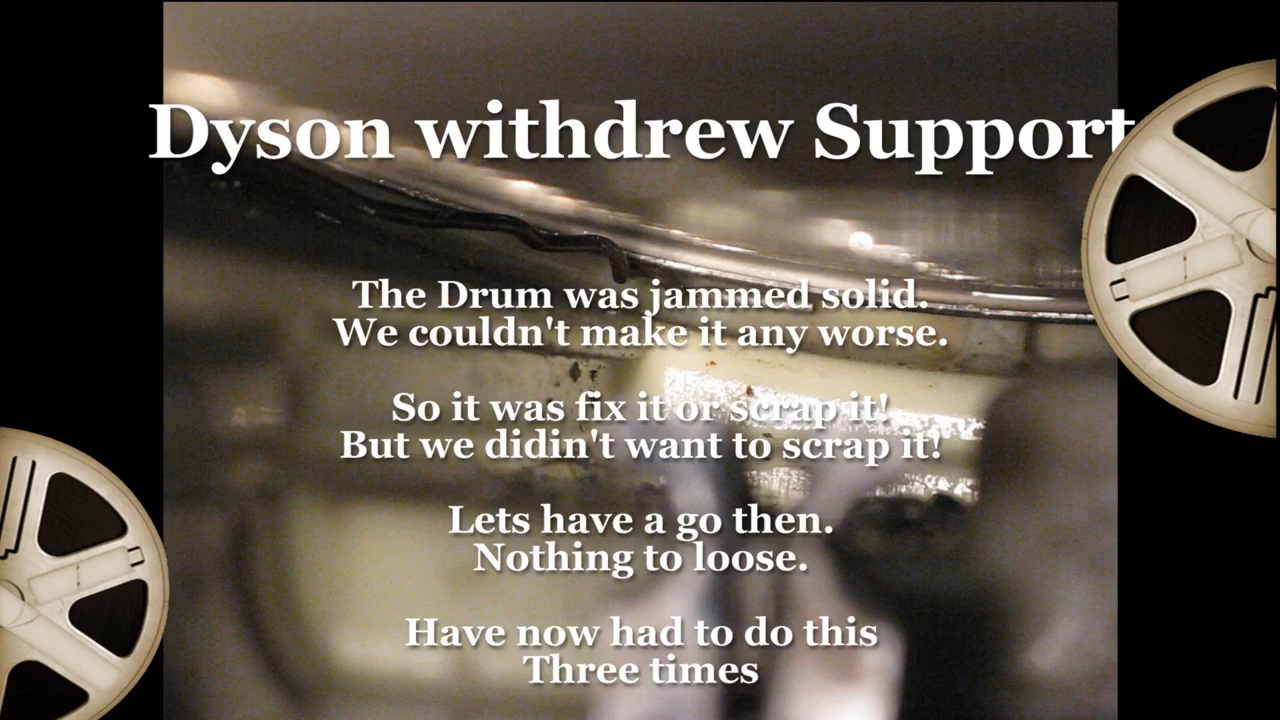 Dyson withdrew Support
The Drum was jammed solid.
We couldn't make it any worse.
So it was fix it or scrap it!
But we didin't want to scrap it!
Lets have a go then.
Nothing to loose.
Have now had to do this
Three times